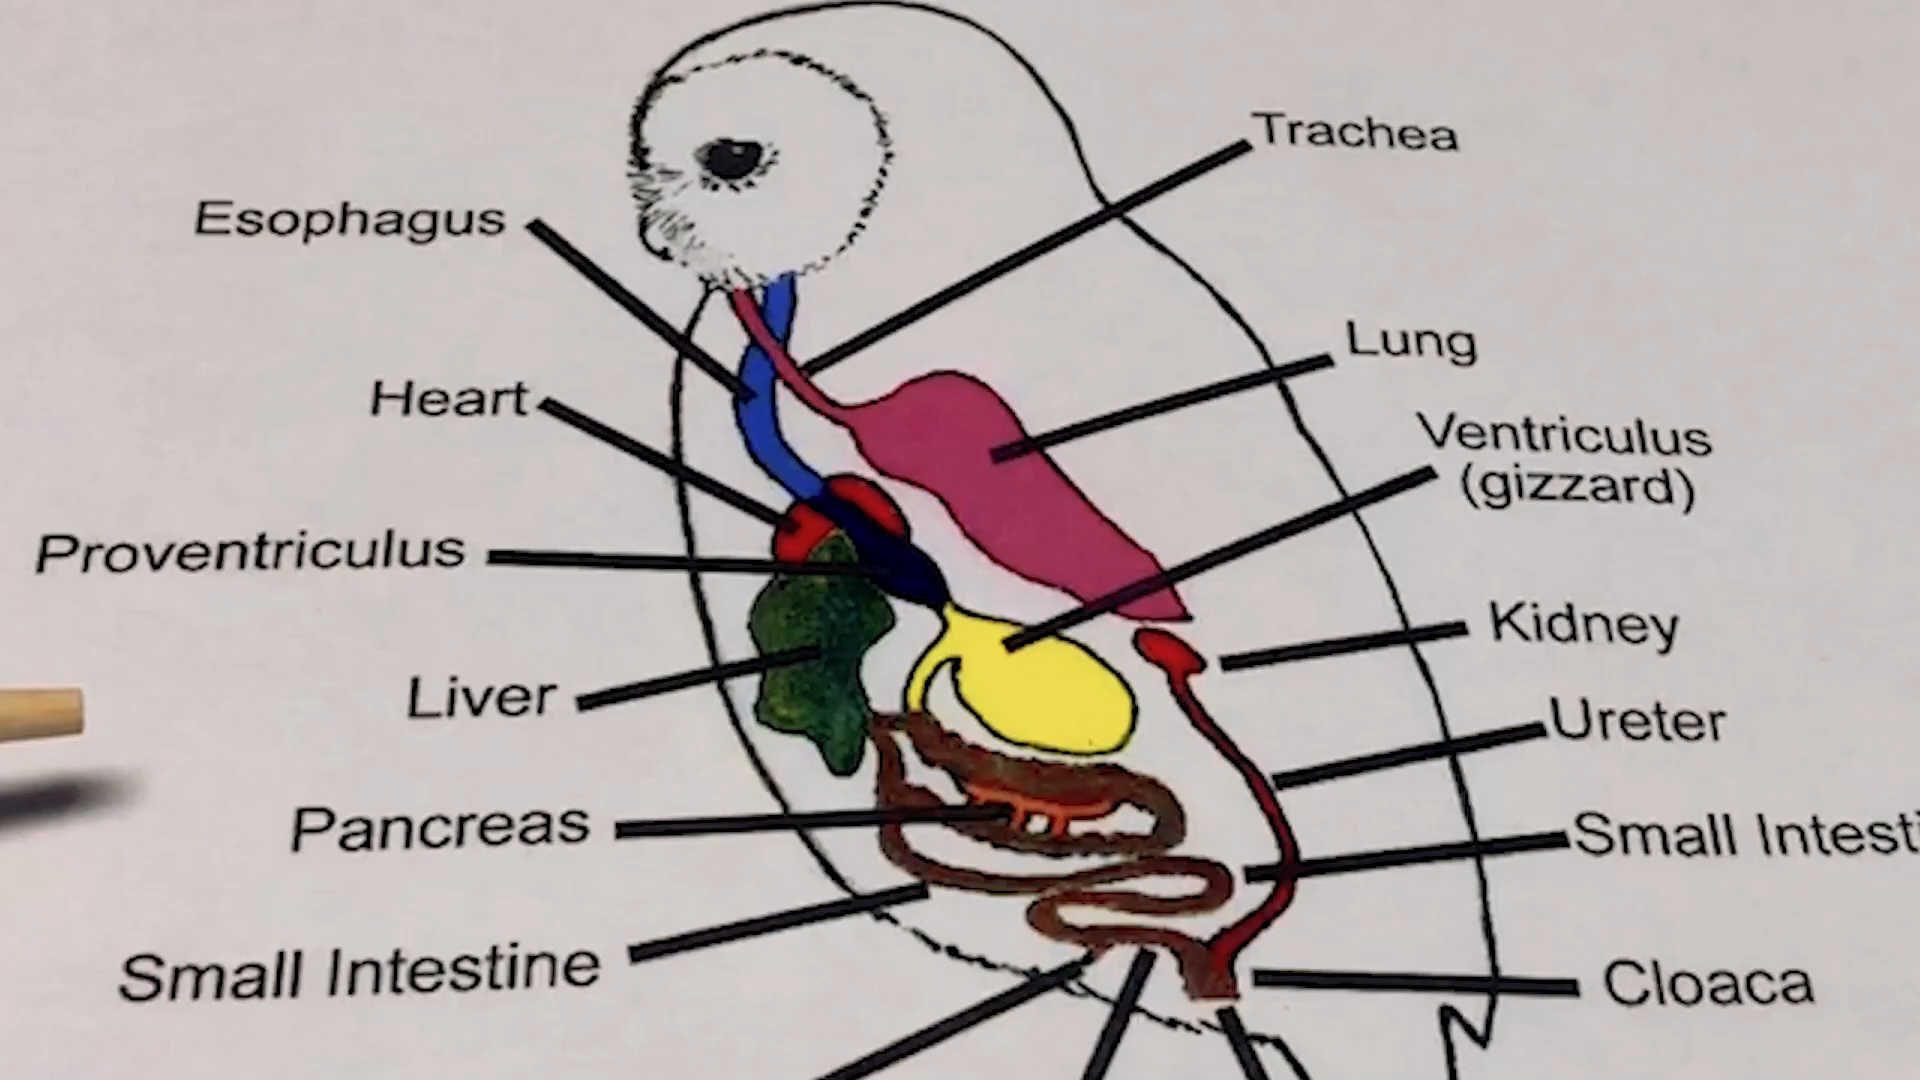 Trachea
Esophagus
Lung
Heart
Ventriculus
(gizzard)
Proventriculus
Kidney
Liver
Ureter
Pancreas
Small Intesti
Small Intestine
Cloaca